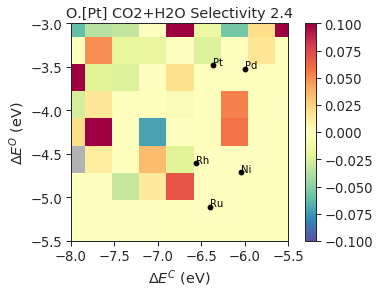 O.[Pt] CO2+H2O Selectivity 2.4
−3.0
−3.5
−4.0
−4.5
−5.0
−5.5
ΔE^O (eV)
−8.0 −7.5 −7.0 −6.5 −6.0 −5.5
ΔE^C (eV)
Pt
Pd
Rh
Ni
Ru
0.100
0.075
0.050
0.025
0.000
−0.025
−0.050
−0.075
−0.100